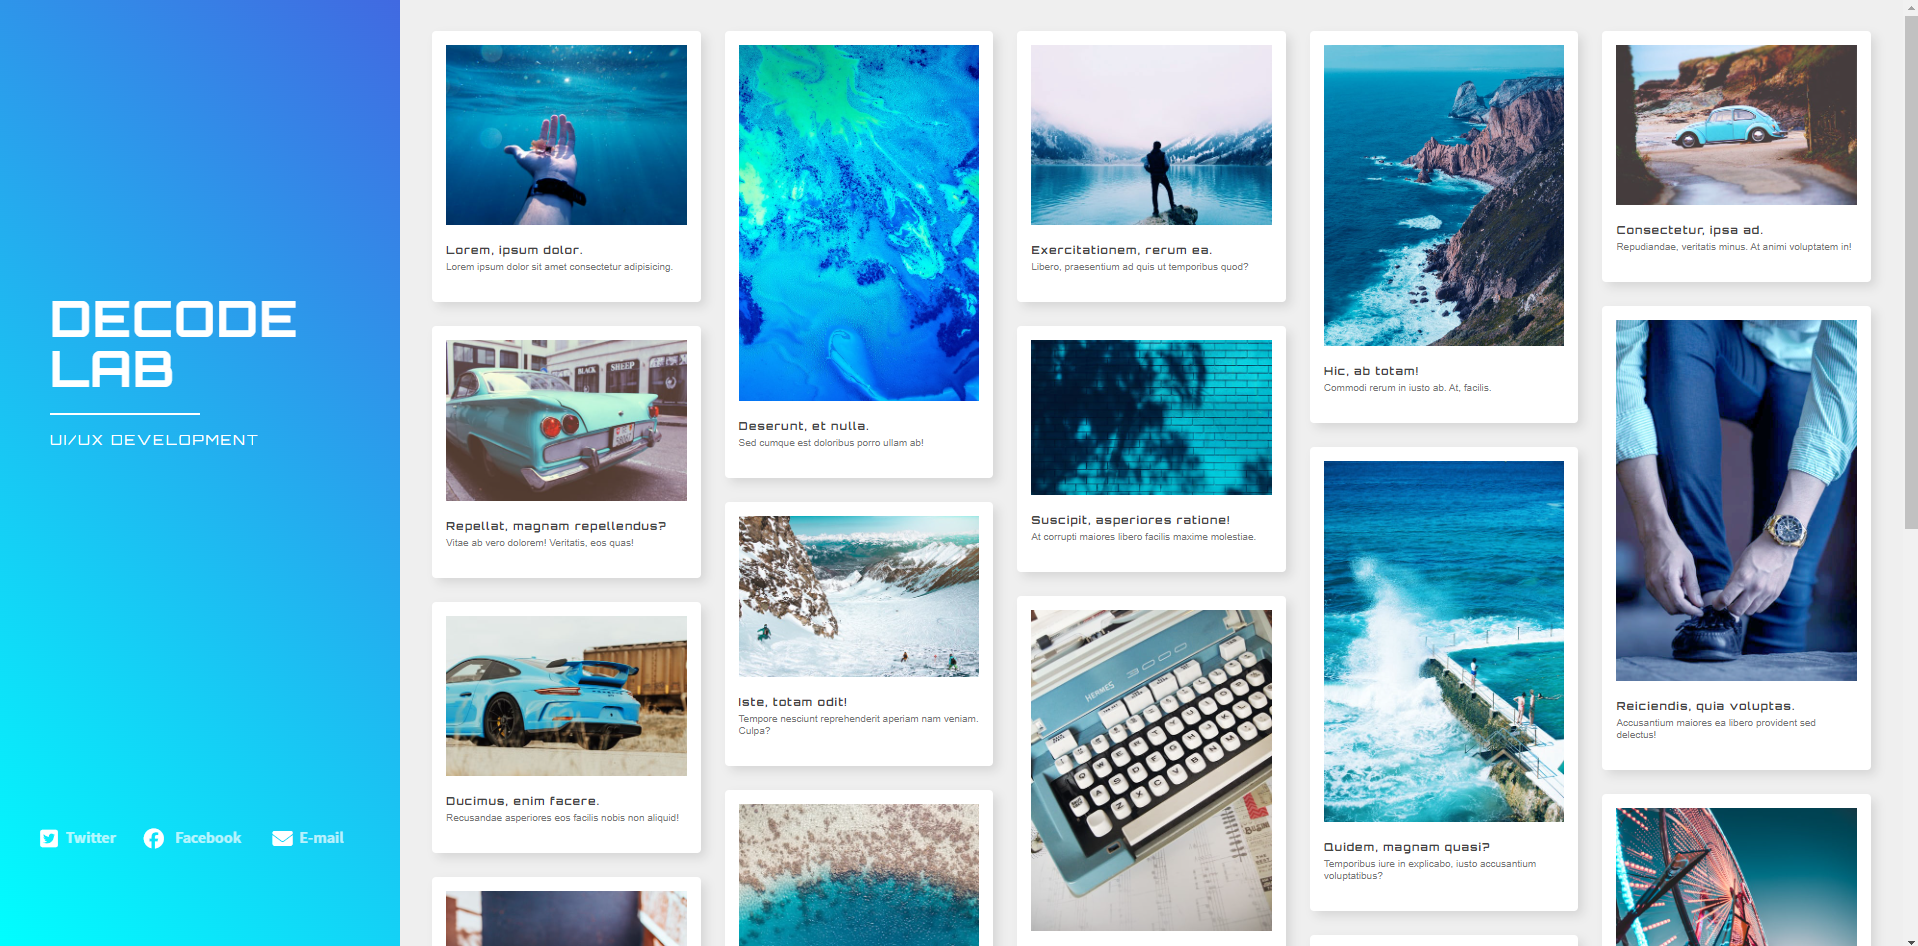 DECODE
LAB
UI/UX DEVELOPMENT
Twitter
Facebook
E-mail
Lorem, ipsum dolor.
Lorem ipsum dolor sit amet consectetur adipisicing.
BLACK
SHEEP
Repellat, magnam repellendus?
Vitae ab vero dolorem! Veritatis, eos quas!
Ducimus, enim facere.
Recusandae asperiores eos facilis nobis non aliquid!
Deserunt, et nulla.
Sed cumque est doloribus porro ullam ab!
Iste, totam odit!
Tempore nesciunt reprehenderit aperiam nam veniam.
Culpa?
Exercitationem, rerum ea.
Libero, praesentium ad quis ut temporibus quod?
Suscipit, asperiores ratione!
At corrupti maiores libero facilis maxime molestiae.
HERMES 3000
Hic, ab totam!
Commodi rerum in iusto ab. At, facilis.
Quidem, magnam quasi?
Temporibus iure in explicabo, iusto accusantium
voluptatibus?
Consectetur, ipsa ad.
Repudiandae, veritatis minus. At animi voluptatem in!
Reiciendis, quia voluptas.
Accusantium maiores ea libero provident sed
delectus!